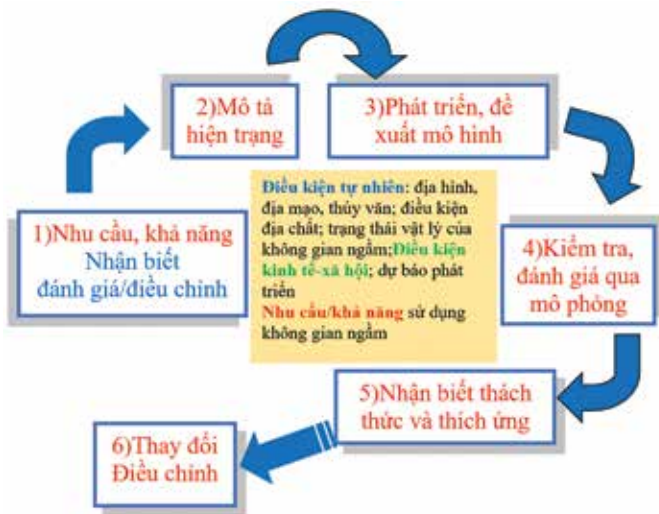 1)Nhu cầu, khả năng
Nhận biết
đánh giá/điều chỉnh
2)Mô tả
hiện trạng
3)Phát triển, đề
xuất mô hình
4)Kiểm tra,
đánh giá qua
mô phỏng
5)Nhận biết thách
thức và thích ứng
6)Thay đổi
Điều chỉnh
Điều kiện tự nhiên: địa hình,
địa mạo, thủy văn; điều kiện
địa chất; trạng thái vật lý của
không gian ngầm;Điều kiện
kinh tế-xã hội; dự báo phát
triển
Nhu cầu/khả năng sử dụng
không gian ngầm